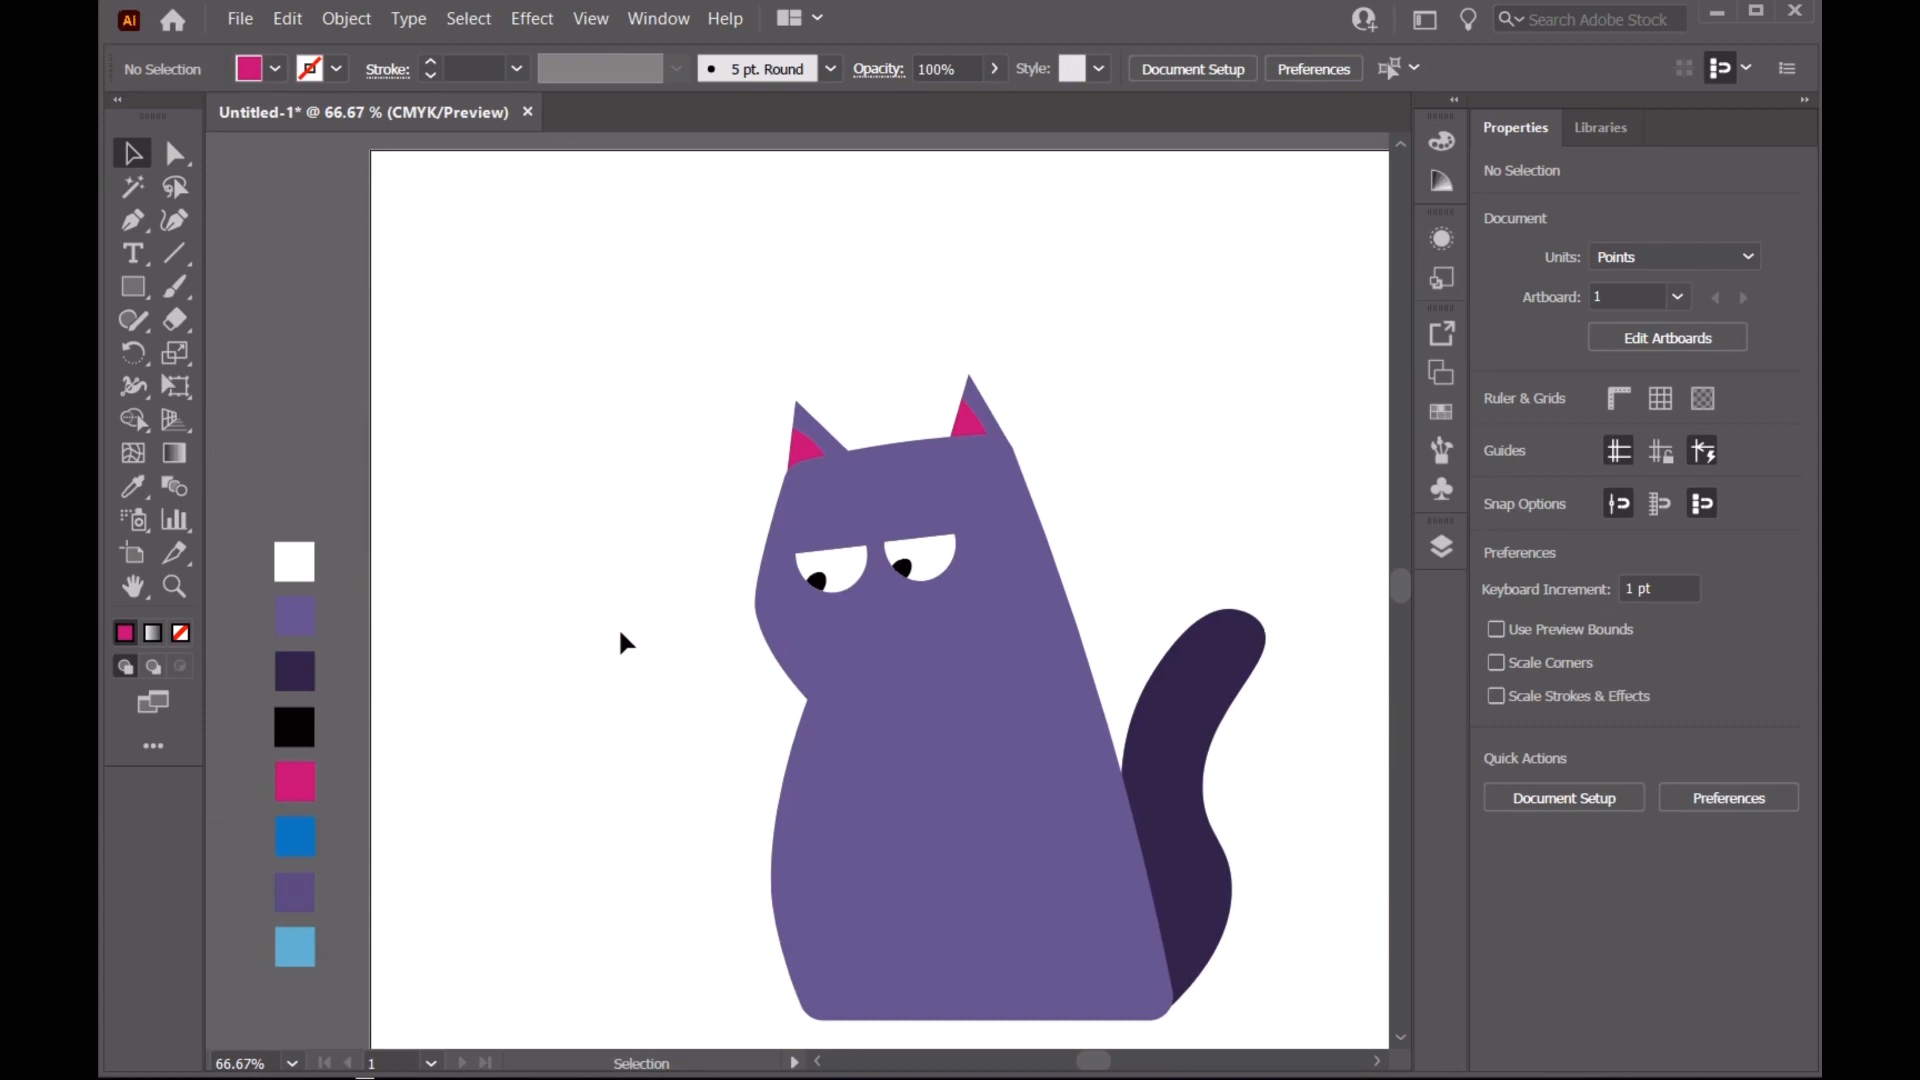 Ai File Edit Object Type Select Effect View Window Help Search Adobe Stock
No Selection Stroke: 5 pt. Round Opacity: 100% Style: Document Setup Preferences
Untitled-1* @ 66.67 % (CMYK/Preview)
Properties Libraries
No Selection
Document
Units: Points
Artboard: 1
Edit Artboards
Ruler & Grids
Guides
Snap Options
Preferences
Keyboard Increment: 1 pt
Use Preview Bounds
Scale Corners
Scale Strokes & Effects
Quick Actions
Document Setup Preferences
66.67% 1 Selection